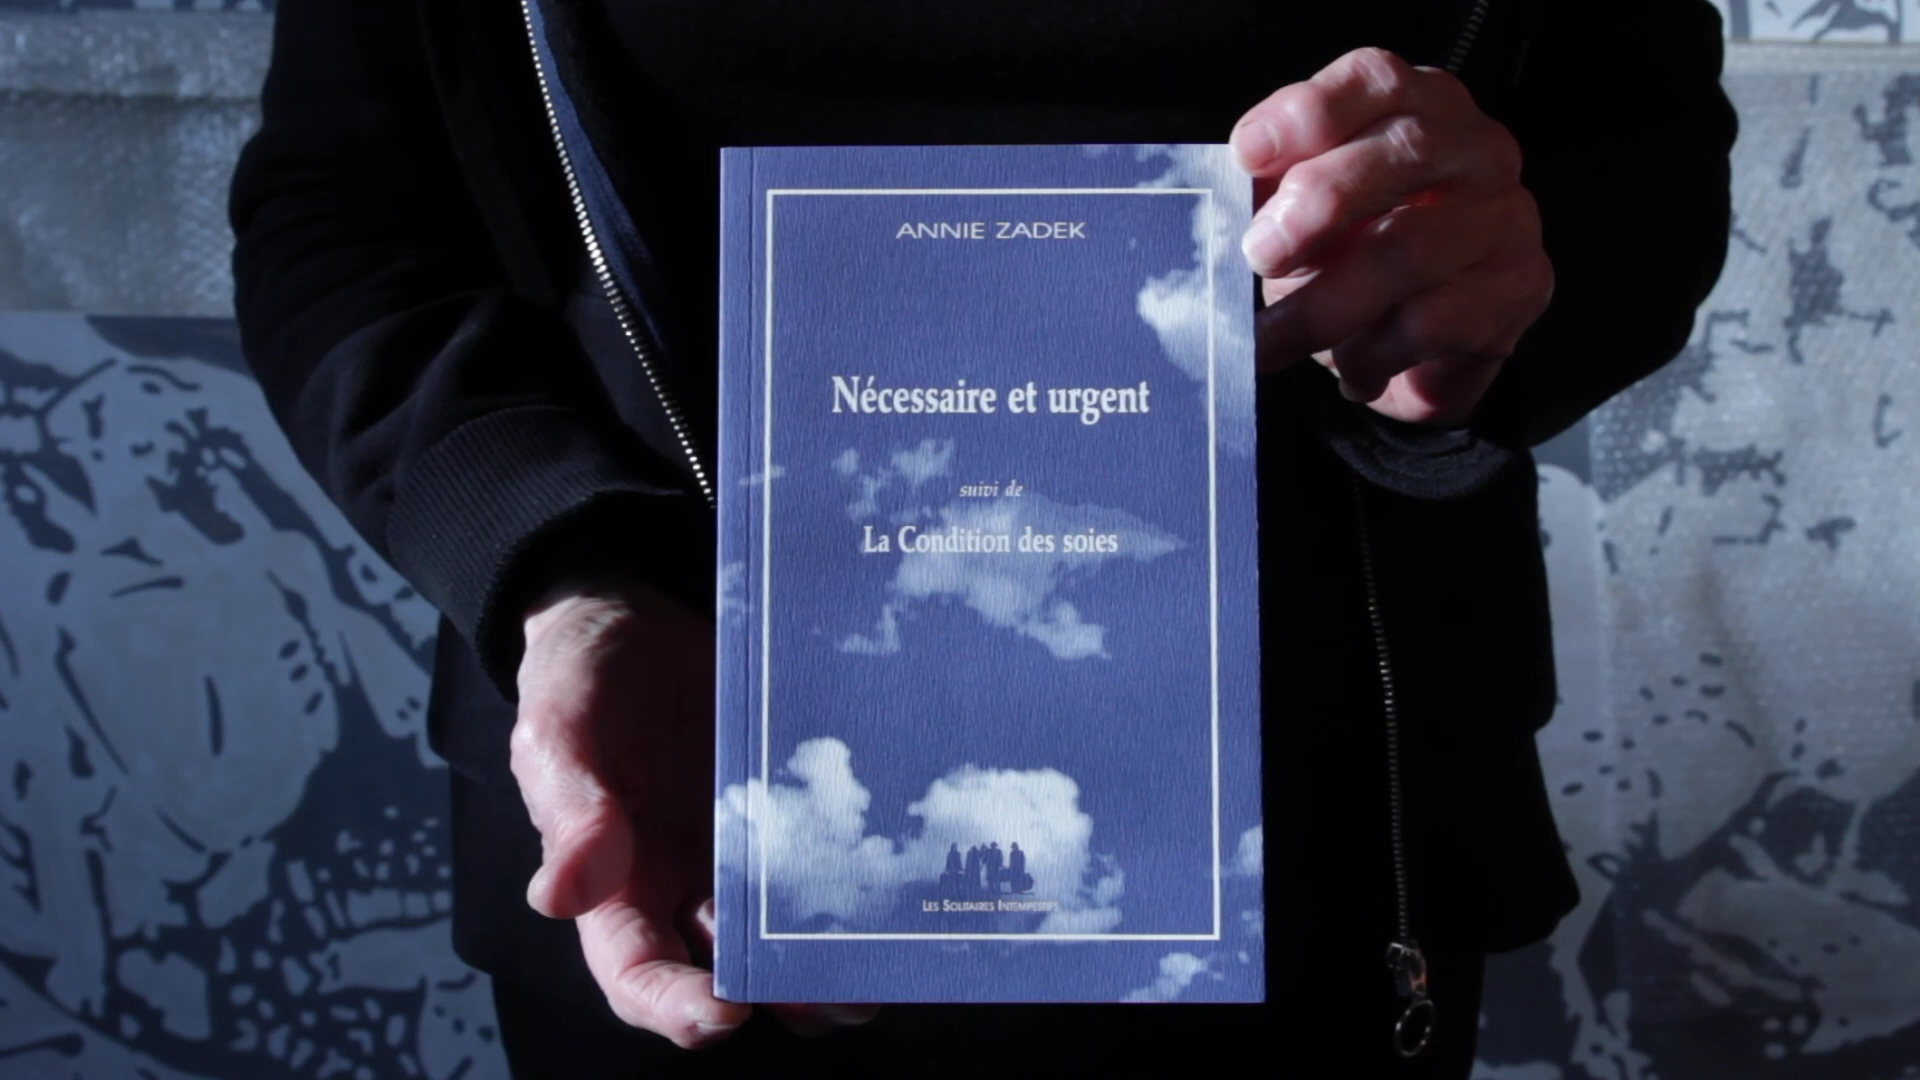 ANNIE ZADEK
Nécessaire et urgent
suivi de
La Condition des soies
LES SOLITAIRES INTEMPESTIFS